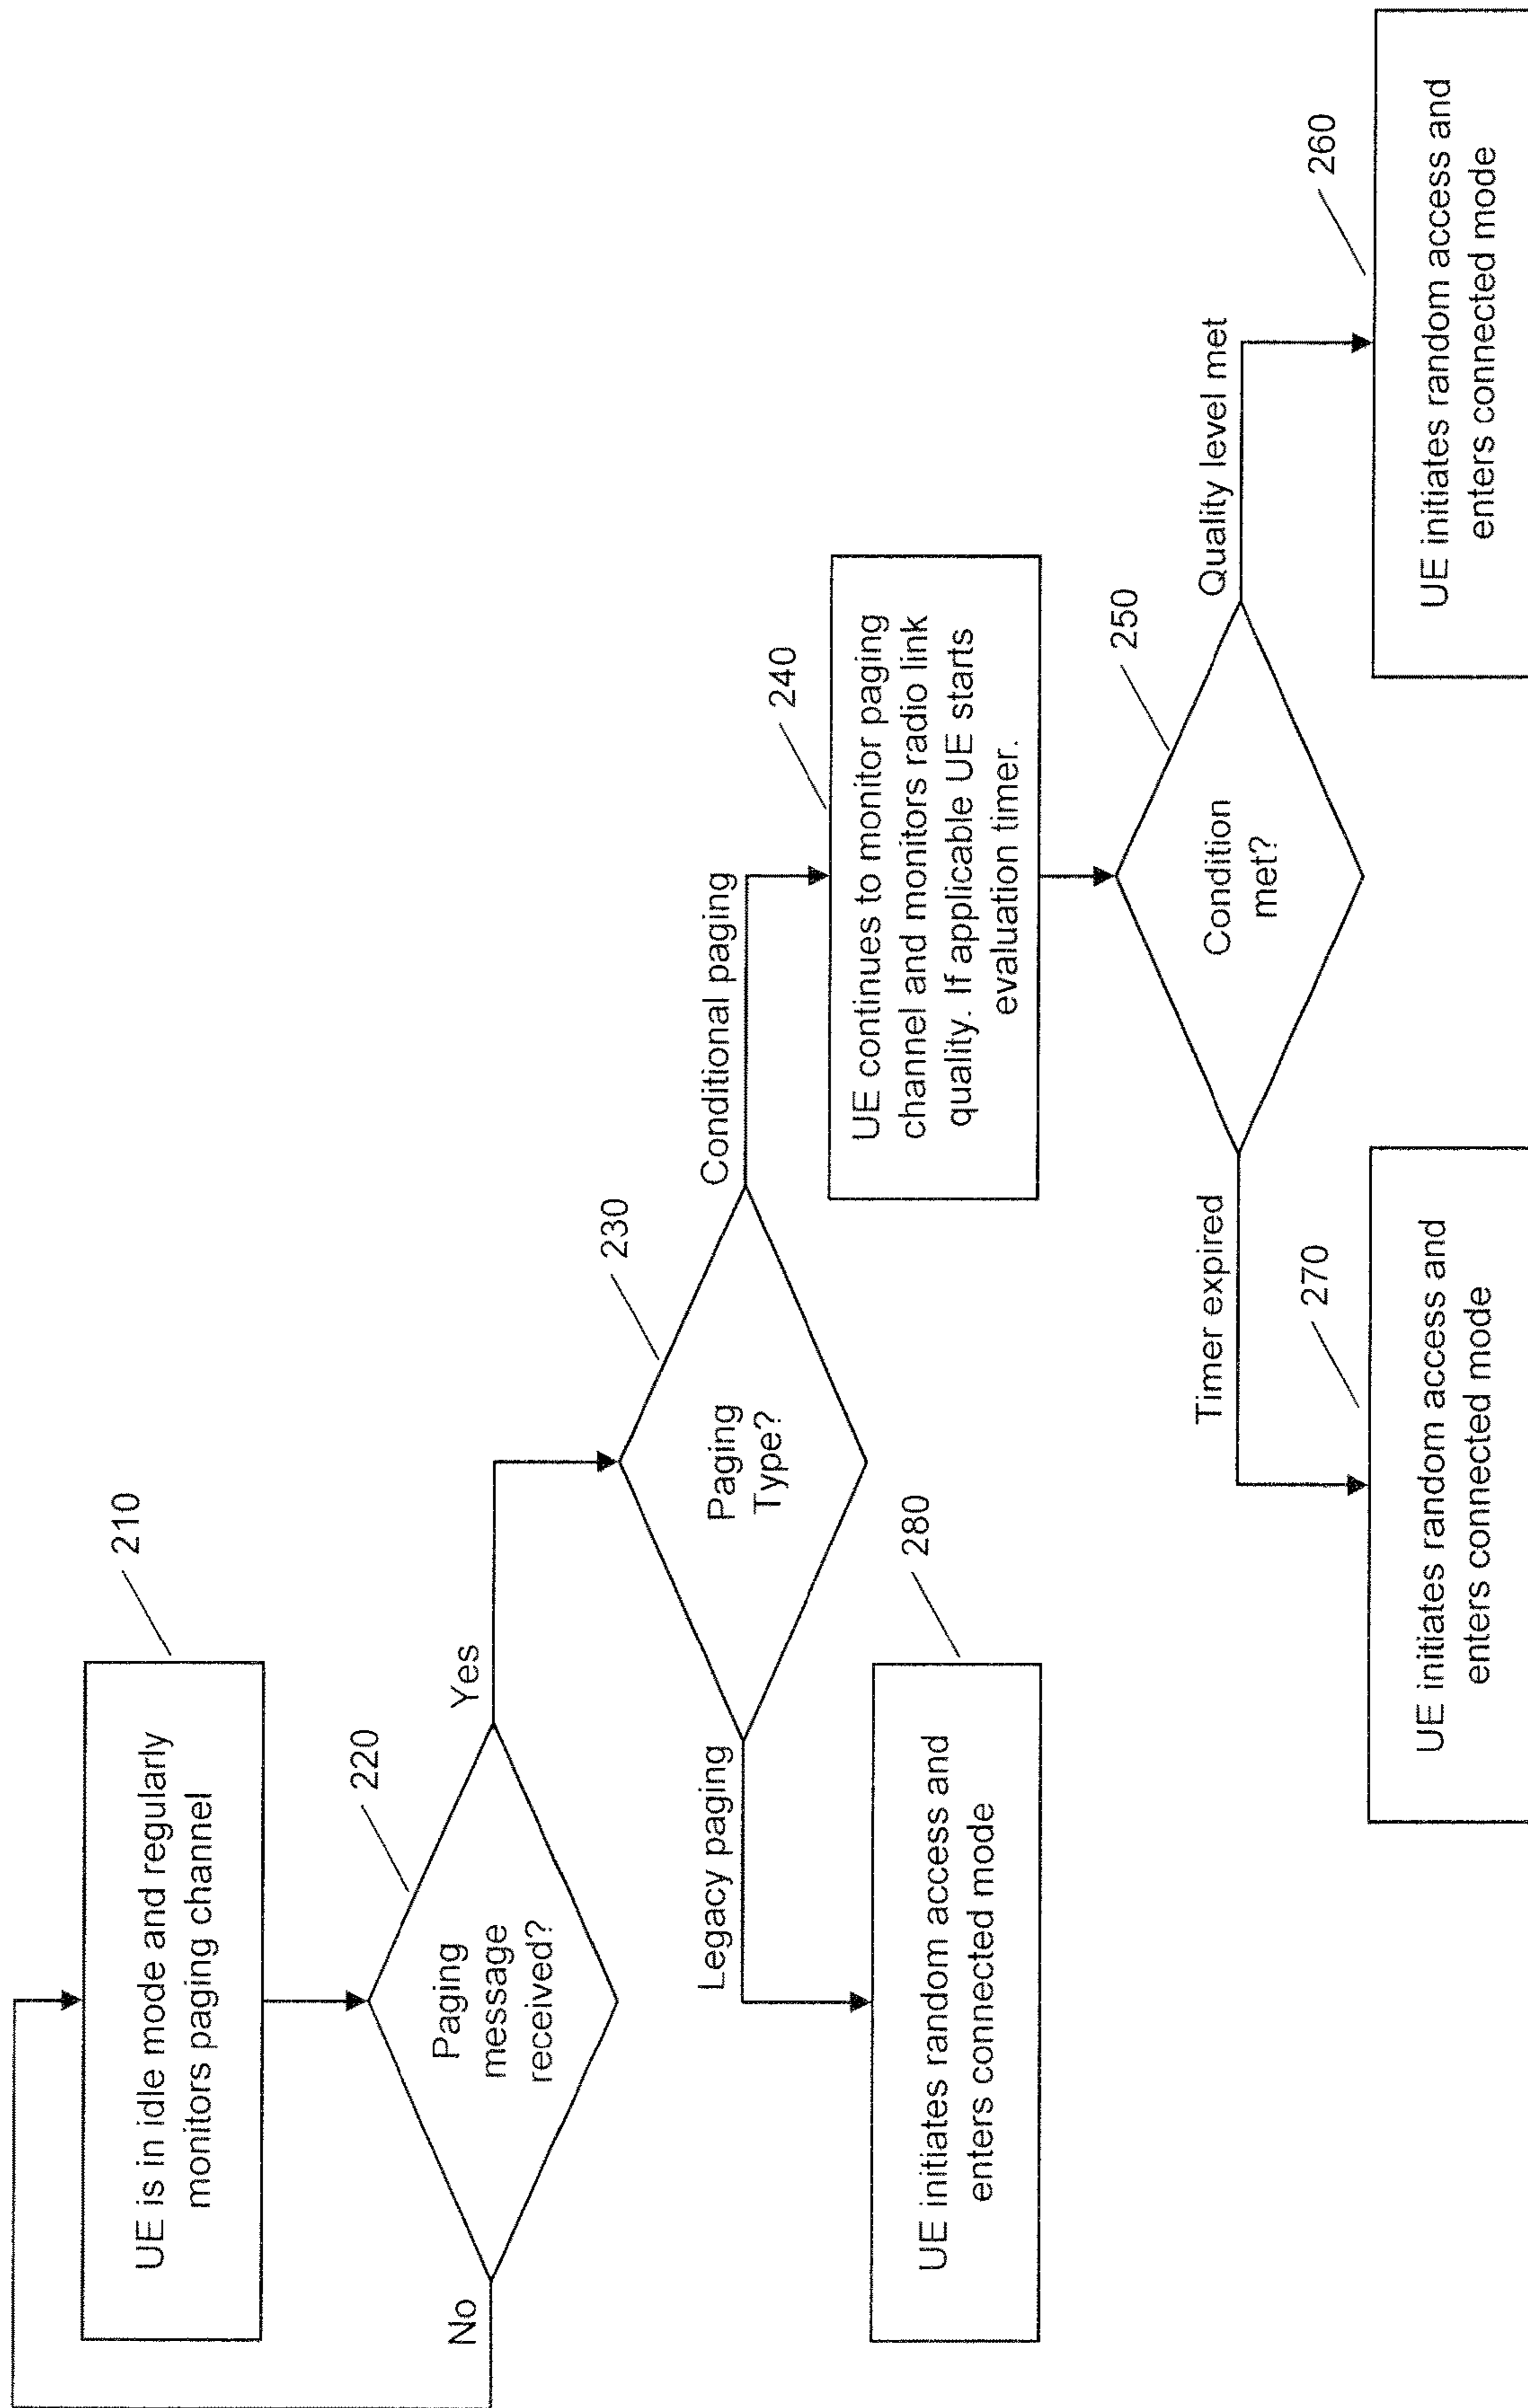 210
UE is in idle mode and regularly
monitors paging channel
220
Paging
message
received?
No
Yes
230
Paging
Type?
Legacy paging
Conditional paging
280
UE initiates random access and
enters connected mode
240
UE continues to monitor paging
channel and monitors radio link
quality. If applicable UE starts
evaluation timer.
250
Condition
met?
Timer expired
Quality level met
270
UE initiates random access and
enters connected mode
260
UE initiates random access and
enters connected mode